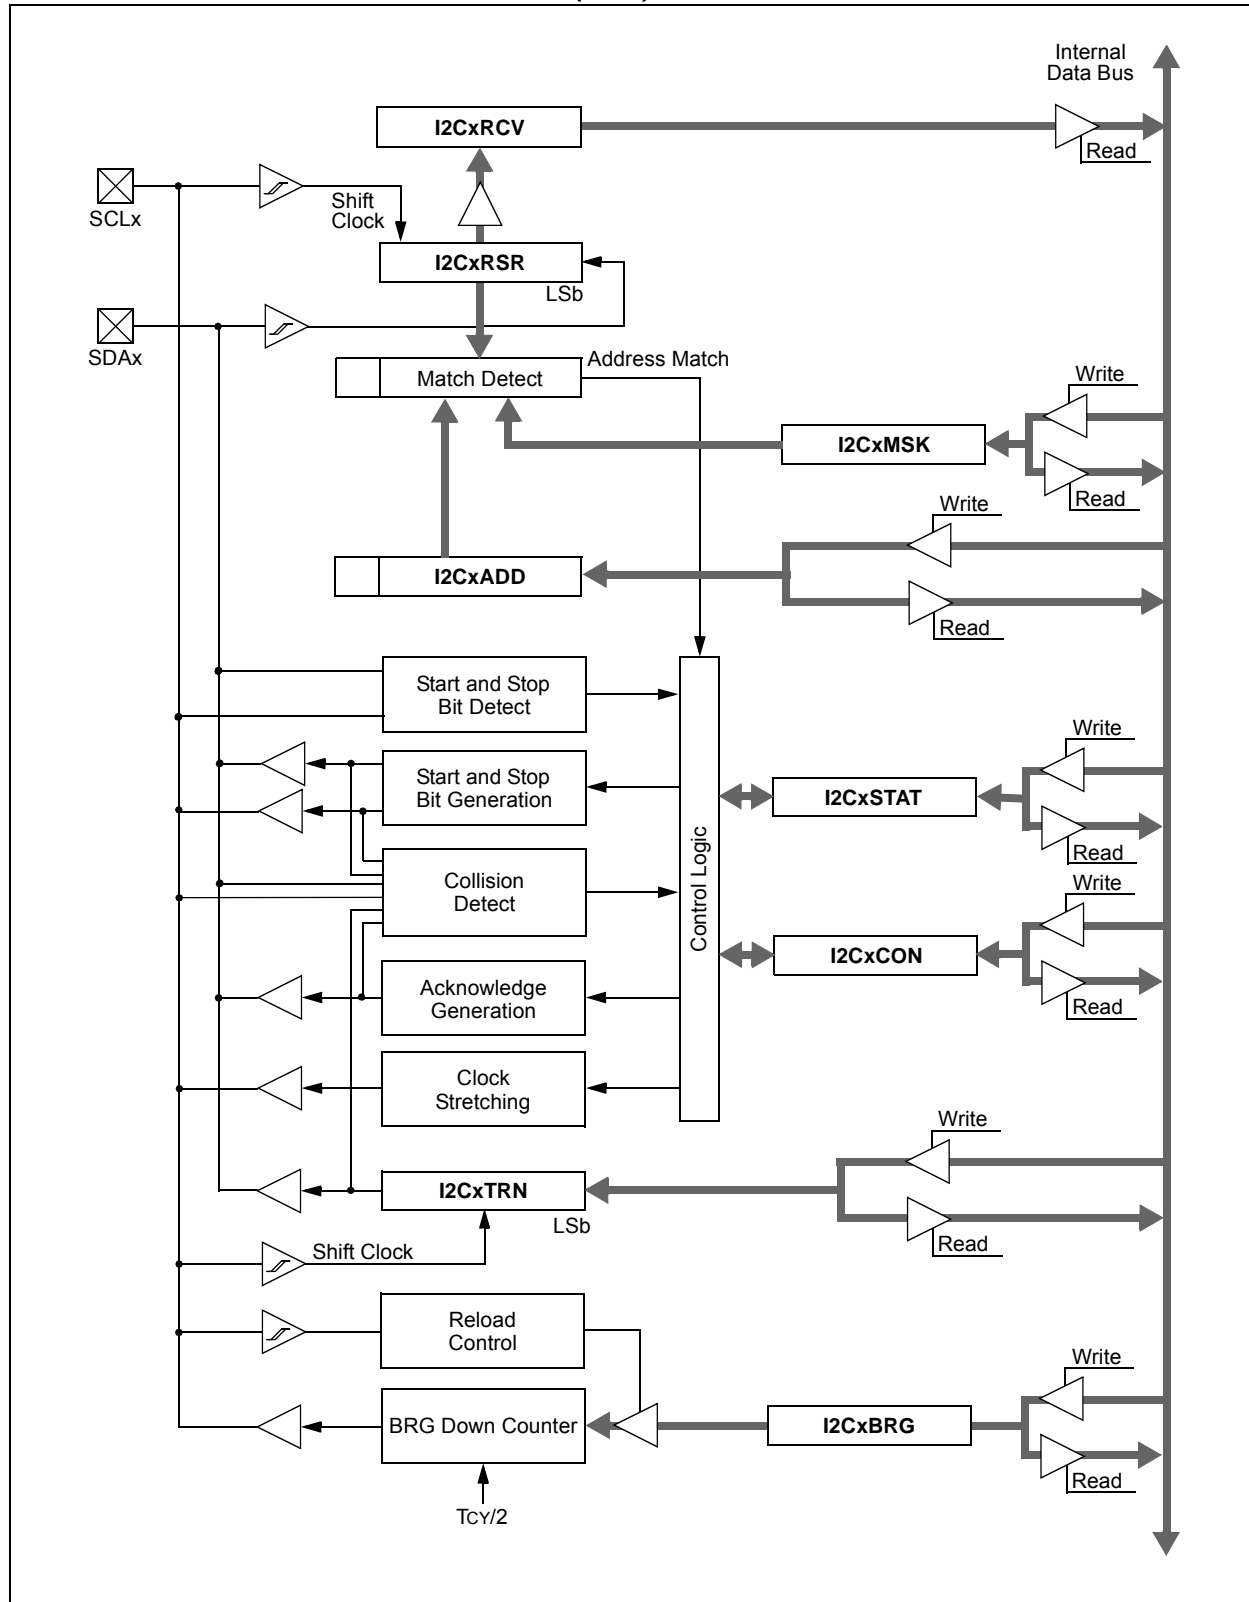 Internal
Data Bus
I2CxRCV
Read
SCLx
Shift
Clock
I2CxRSR
LSb
SDAx
Address Match
Match Detect
Write
I2CxMSK
Read
Write
I2CxADD
Read
Start and Stop
Bit Detect
Write
Start and Stop
Bit Generation
I2CxSTAT
Read
Control Logic
Collision
Detect
Write
I2CxCON
Acknowledge
Generation
Read
Clock
Stretching
Write
I2CxTRN
LSb
Read
Shift Clock
Reload
Control
Write
BRG Down Counter
I2CxBRG
Read
TCY/2